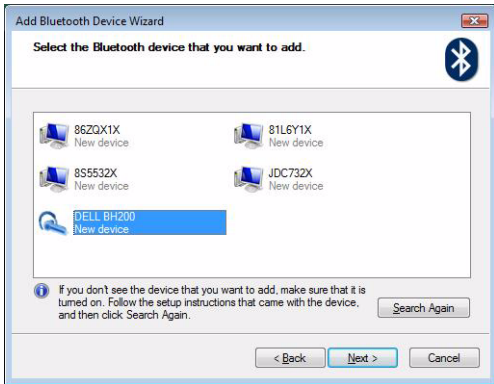 Add Bluetooth Device Wizard
Select the Bluetooth device that you want to add.
86ZQX1X
New device
81L6Y1X
New device
8S5532X
New device
JDC732X
New device
DELL BH200
New device
If you don't see the device that you want to add, make sure that it is
turned on. Follow the setup instructions that came with the device,
and then click Search Again.
Search Again
< Back
Next >
Cancel